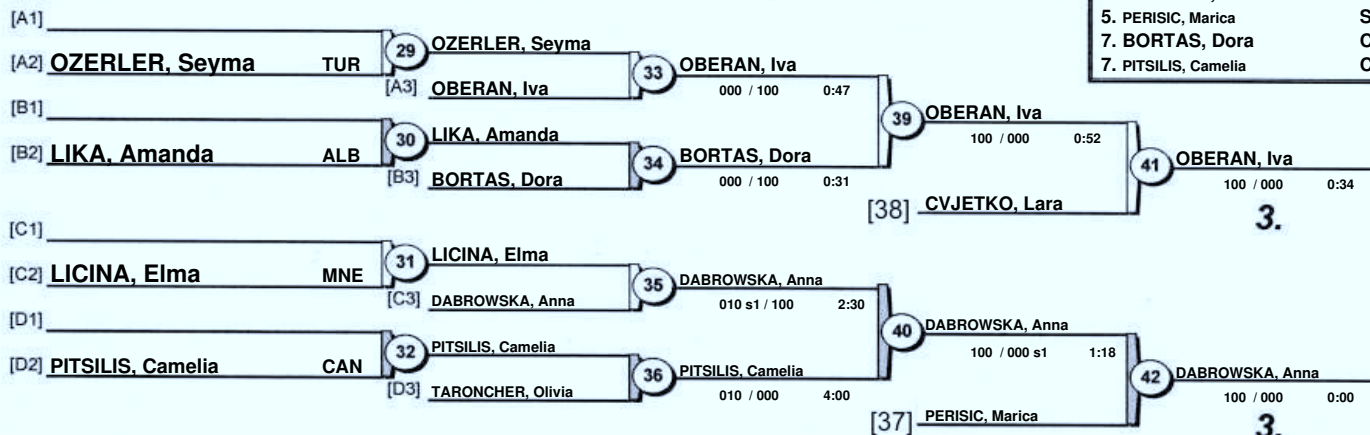 5. PERISIC, Marica S
7. BORTAS, Dora C
7. PITSILIS, Camelia C
[A1]
[A2] OZERLER, Seyma TUR
29
OZERLER, Seyma
[A3] OBERAN, Iva
33
OBERAN, Iva
000 / 100 0:47
[B1]
[B2] LIKA, Amanda ALB
30
LIKA, Amanda
[B3] BORTAS, Dora
34
BORTAS, Dora
000 / 100 0:31
39
OBERAN, Iva
100 / 000 0:52
[38] CVJETKO, Lara
41
OBERAN, Iva
100 / 000 0:34
3.
[C1]
[C2] LICINA, Elma MNE
31
LICINA, Elma
[C3] DABROWSKA, Anna
35
DABROWSKA, Anna
010 s1 / 100 2:30
[D1]
[D2] PITSILIS, Camelia CAN
32
PITSILIS, Camelia
[D3] TARONCHER, Olivia
36
PITSILIS, Camelia
010 / 000 4:00
40
DABROWSKA, Anna
100 / 000 s1 1:18
[37] PERISIC, Marica
42
DABROWSKA, Anna
100 / 000 0:00
3.